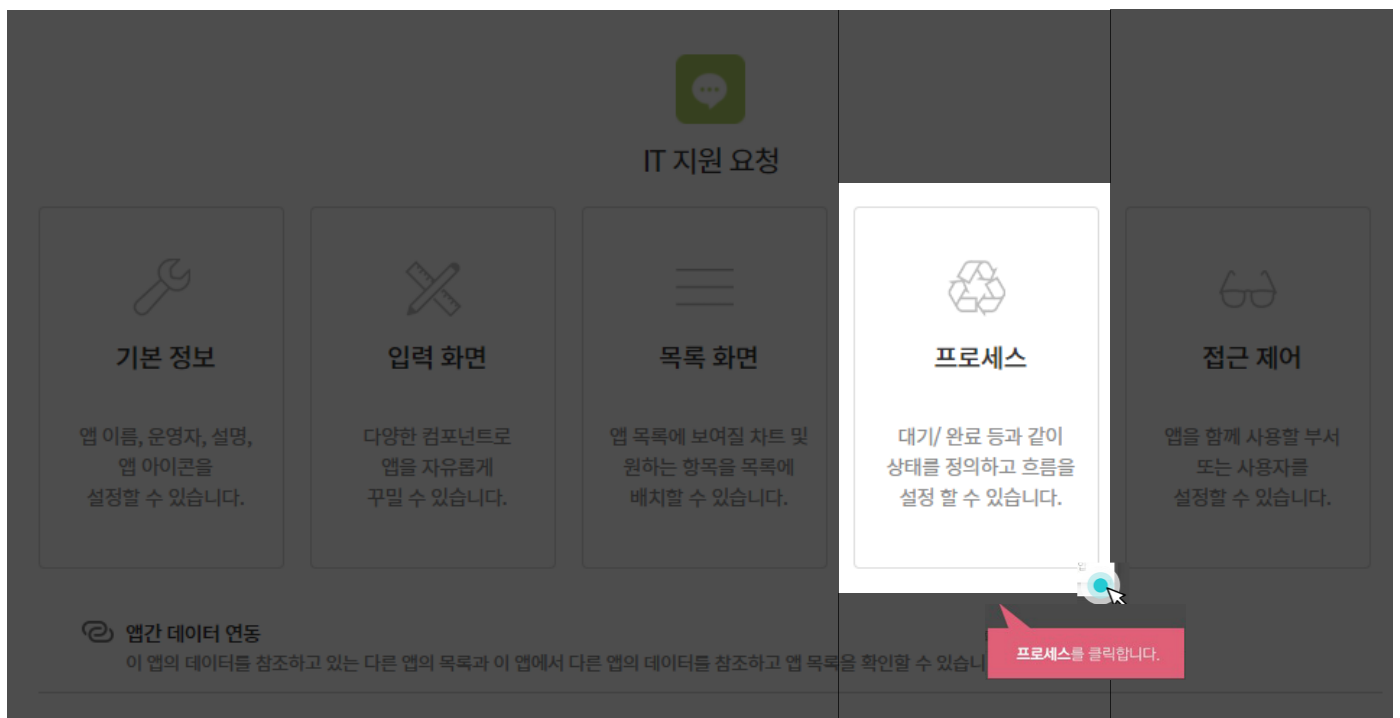 IT 지원 요청
기본 정보
앱 이름, 운영자, 설명,
앱 아이콘을
설정할 수 있습니다.
입력 화면
다양한 컴포넌트로
앱을 자유롭게
꾸밀 수 있습니다.
목록 화면
앱 목록에 보여질 차트 및
원하는 항목을 목록에
배치할 수 있습니다.
프로세스
대기/ 완료 등과 같이
상태를 정의하고 흐름을
설정 할 수 있습니다.
접근 제어
앱을 함께 사용할 부서
또는 사용자를
설정할 수 있습니다.
앱간 데이터 연동
이 앱의 데이터를 참조하고 있는 다른 앱의 목록과 이 앱에서 다른 앱의 데이터를 참조하고 앱 목록을 확인할 수 있습니
프로세스를 클릭합니다.